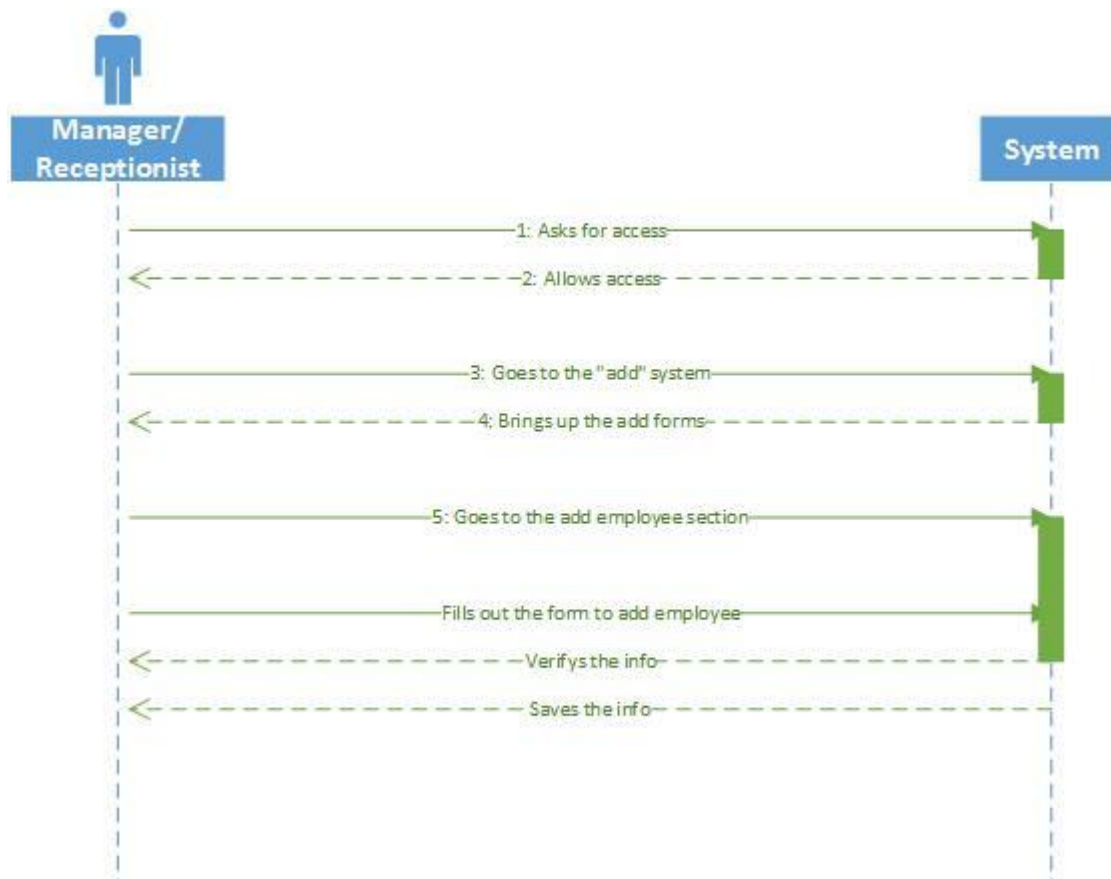 Manager/
Receptionist
System
1: Asks for access
2: Allows access
3: Goes to the "add" system
4: Brings up the add forms
5: Goes to the add employee section
Fills out the form to add employee
Verifys the info
Saves the info